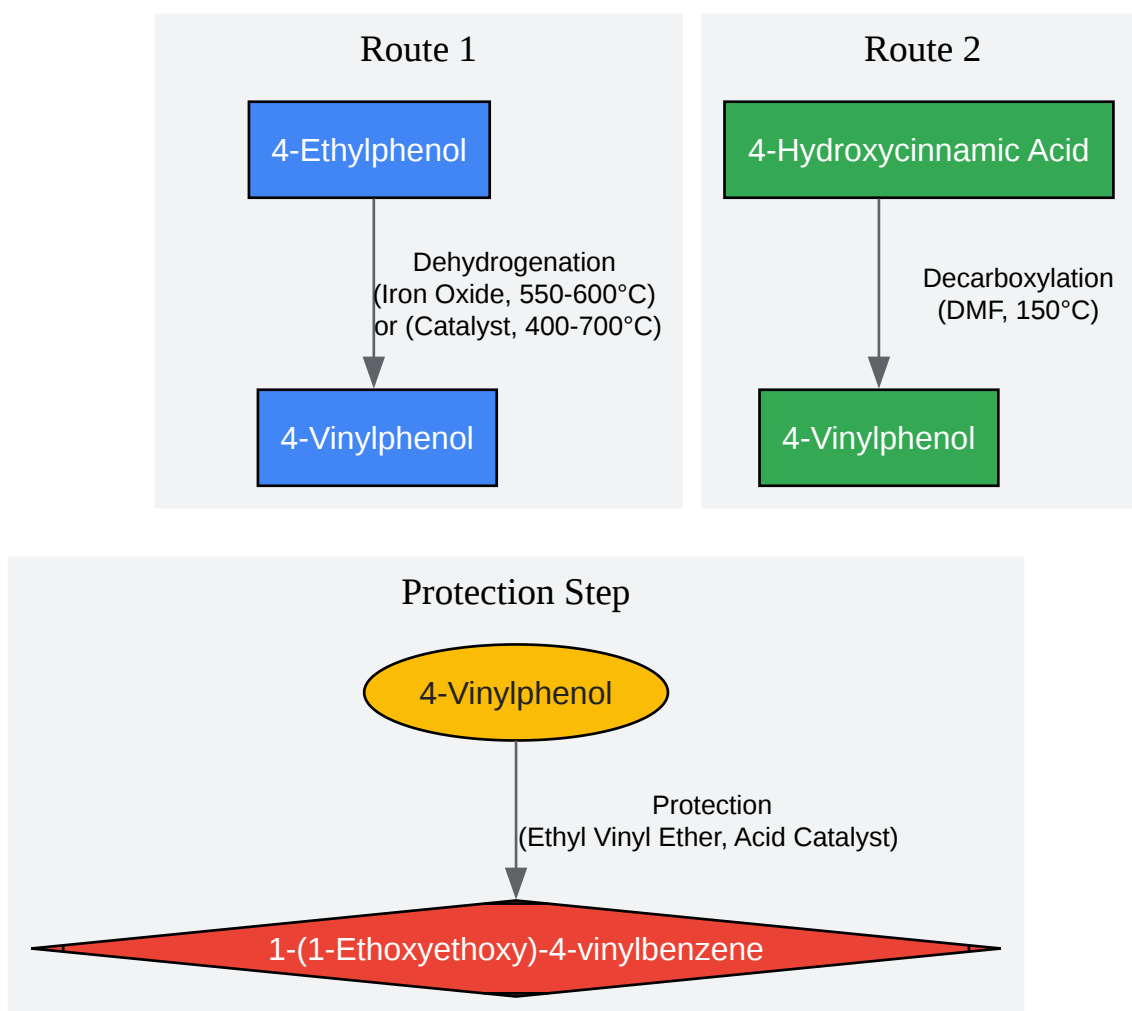 Route 1
4-Ethylphenol
Dehydrogenation
(Iron Oxide, 550-600°C)
or (Catalyst, 400-700°C)
4-Vinylphenol
Route 2
4-Hydroxycinnamic Acid
Decarboxylation
(DMF, 150°C)
4-Vinylphenol
Protection Step
4-Vinylphenol
Protection
(Ethyl Vinyl Ether, Acid Catalyst)
1-(1-Ethoxyethoxy)-4-vinylbenzene